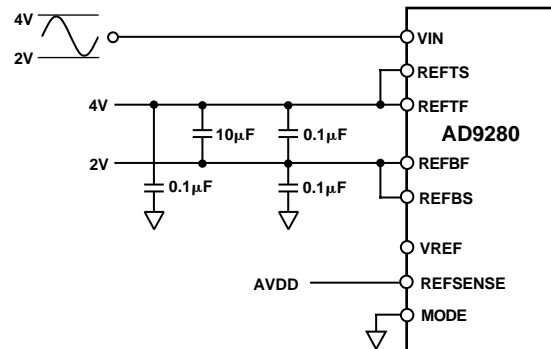 4V
2V
VIN
REFTS
4V
REFTF
10μF
0.1μF
AD9280
2V
REFBF
0.1μF
0.1μF
REFBS
VREF
AVDD
REFSENSE
MODE